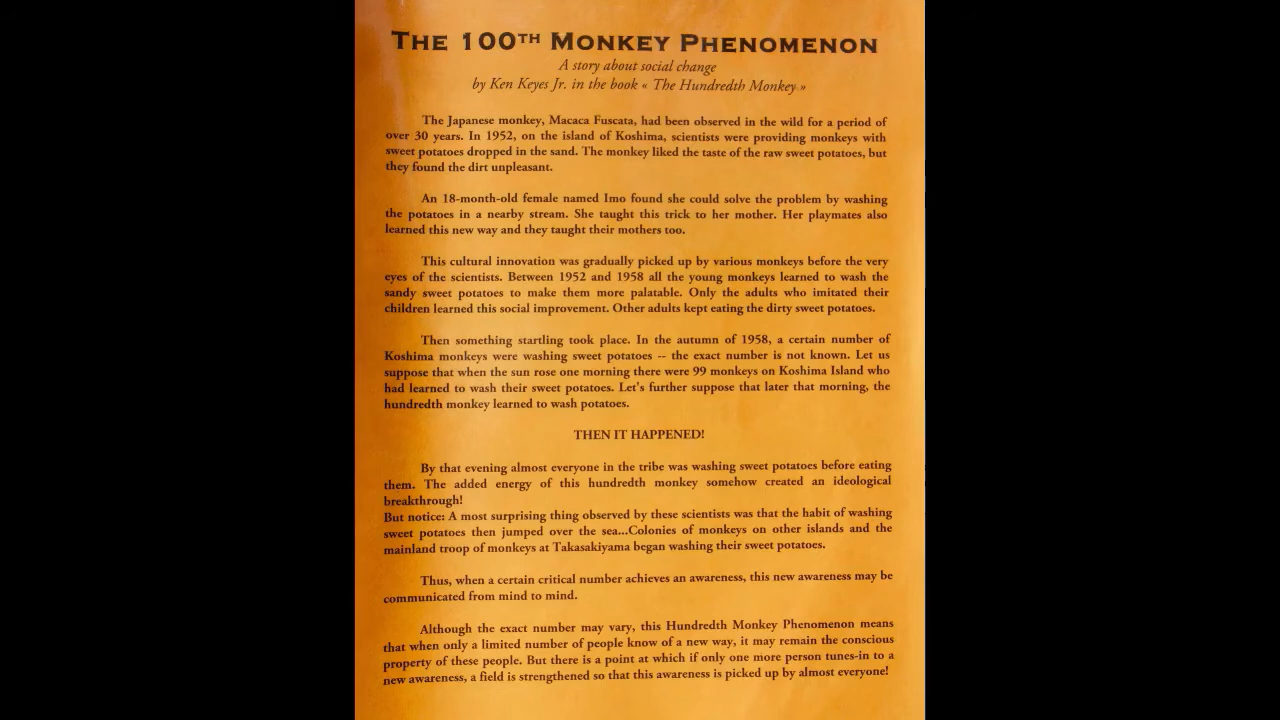 THE 100TH MONKEY PHENOMENON
A story about social change
by Ken Keyes Jr. in the book « The Hundredth Monkey »
The Japanese monkey, Macaca Fuscata, had been observed in the wild for a period of
over 30 years. In 1952, on the island of Koshima, scientists were providing monkeys with
sweet potatoes dropped in the sand. The monkey liked the taste of the raw sweet potatoes, but
they found the dirt unpleasant.
An 18-month-old female named Imo found she could solve the problem by washing
the potatoes in a nearby stream. She taught this trick to her mother. Her playmates also
learned this new way and they taught their mothers too.
This cultural innovation was gradually picked up by various monkeys before the very
eyes of the scientists. Between 1952 and 1958 all the young monkeys learned to wash the
sandy sweet potatoes to make them more palatable. Only the adults who imitated their
children learned this social improvement. Other adults kept eating the dirty sweet potatoes.
Then something startling took place. In the autumn of 1958, a certain number of
Koshima monkeys were washing sweet potatoes -- the exact number is not known. Let us
suppose that when the sun rose one morning there were 99 monkeys on Koshima Island who
had learned to wash their sweet potatoes. Let's further suppose that later that morning, the
hundredth monkey learned to wash potatoes.
THEN IT HAPPENED!
By that evening almost everyone in the tribe was washing sweet potatoes before eating
them. The added energy of this hundredth monkey somehow created an ideological
breakthrough!
But notice: A most surprising thing observed by these scientists was that the habit of washing
sweet potatoes then jumped over the sea...Colonies of monkeys on other islands and the
mainland troop of monkeys at Takasakiyama began washing their sweet potatoes.
Thus, when a certain critical number achieves an awareness, this new awareness may be
communicated from mind to mind.
Although the exact number may vary, this Hundredth Monkey Phenomenon means
that when only a limited number of people know of a new way, it may remain the conscious
property of these people. But there is a point at which if only one more person tunes-in to a
new awareness, a field is strengthened so that this awareness is picked up by almost everyone!